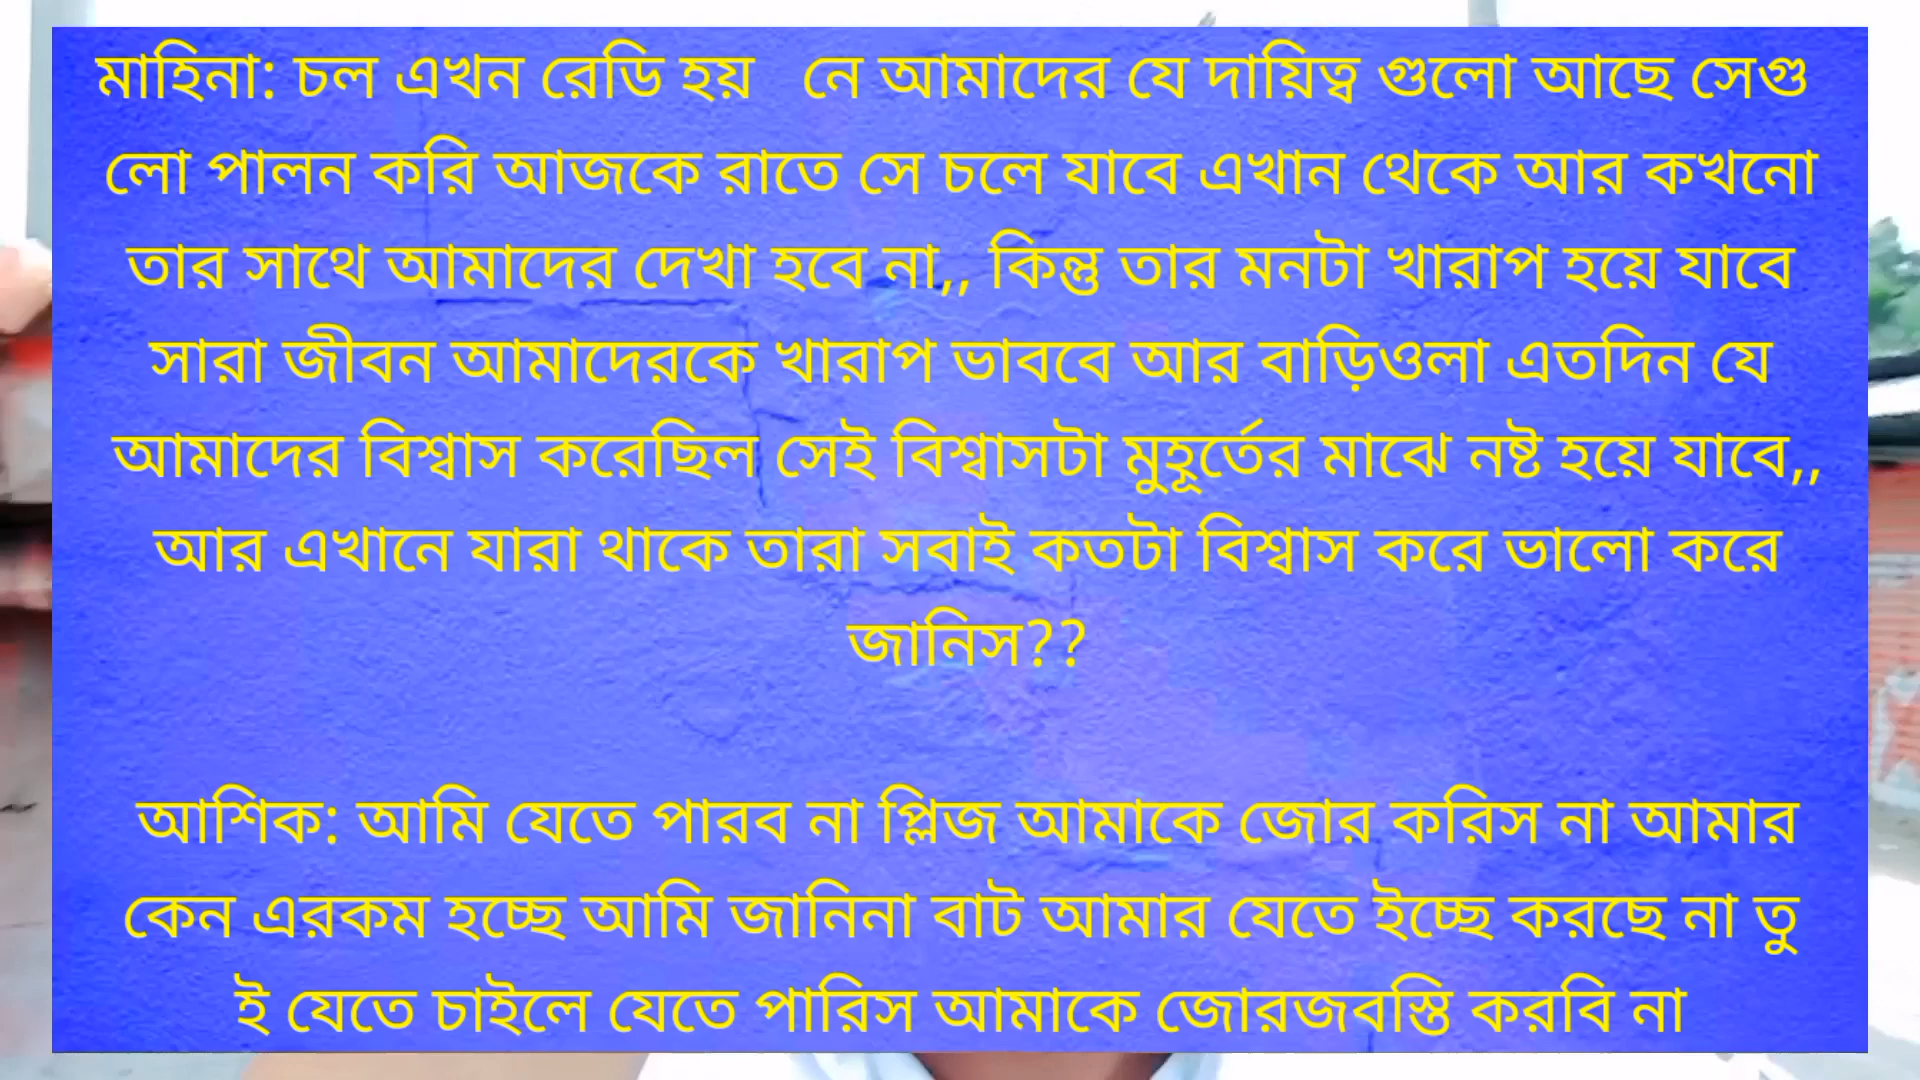 মাহিনা: চল এখন রেডি হয় নে আমাদের যে দায়িত্ব গুলো আছে সেগু
লো পালন করি আজকে রাতে সে চলে যাবে এখান থেকে আর কখনো
তার সাথে আমাদের দেখা হবে না,, কিন্তু তার মনটা খারাপ হয়ে যাবে
সারা জীবন আমাদেরকে খারাপ ভাববে আর বাড়িওলা এতদিন যে
আমাদের বিশ্বাস করেছিল সেই বিশ্বাসটা মুহূর্তের মাঝে নষ্ট হয়ে যাবে,,
আর এখানে যারা থাকে তারা সবাই কতটা বিশ্বাস করে ভালো করে
জানিস??
আশিক: আমি যেতে পারব না প্লিজ আমাকে জোর করিস না আমার
কেন এরকম হচ্ছে আমি জানিনা বাট আমার যেতে ইচ্ছে করছে না তু
ই যেতে চাইলে যেতে পারিস আমাকে জোরজবস্তি করবি না